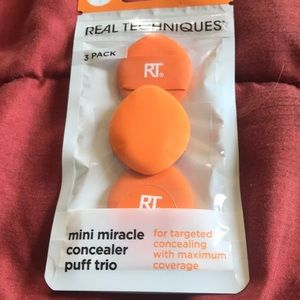 REAL TECHNIQUES
3 PACK
RT®
RT
mini miracle
concealer
puff trio
for targeted
concealing
with maximum
coverage